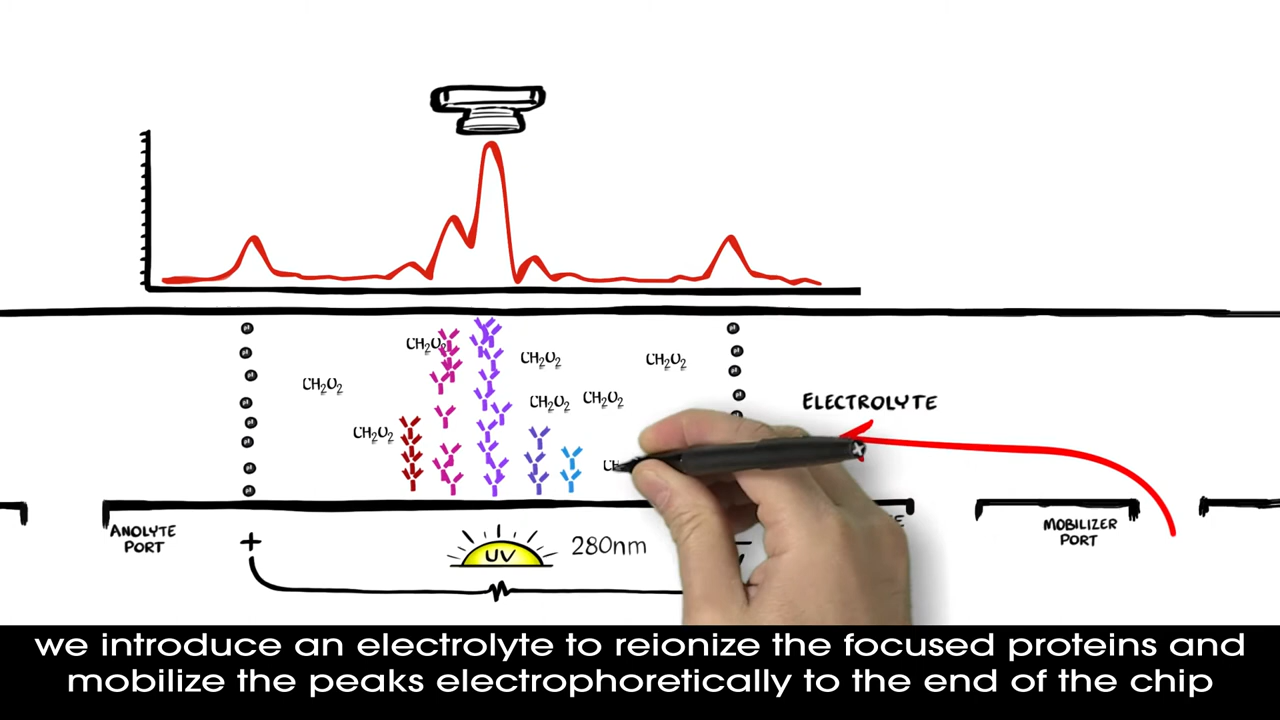 CH2O2
CH2O2
CH2O2
CH2O2
CH2O2
CH2O2
CH2O2
ELECTROLYTE
ANOLYTE
PORT
+
UV
280nm
MOBILIZER
PORT
we introduce an electrolyte to reionize the focused proteins and
mobilize the peaks electrophoretically to the end of the chip